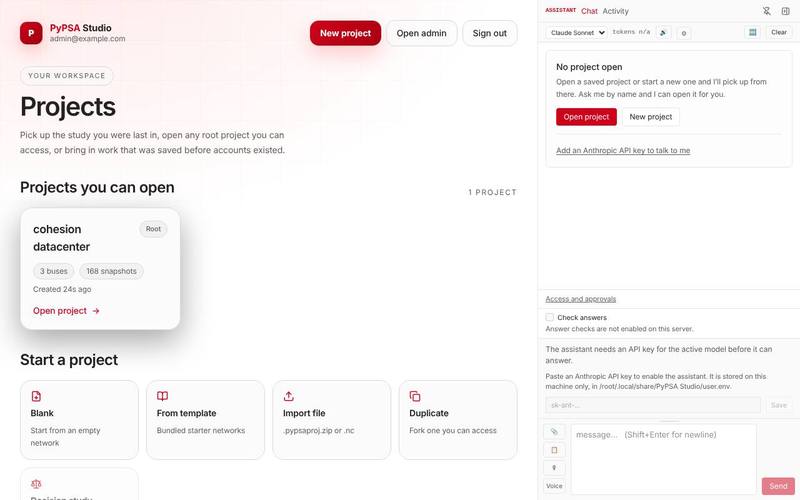 P
PyPSA Studio
admin@example.com
New project
Open admin
Sign out
YOUR WORKSPACE
Projects
Pick up the study you were last in, open any root project you can
access, or bring in work that was saved before accounts existed.
Projects you can open
1 PROJECT
cohesion
datacenter
Root
3 buses
168 snapshots
Created 24s ago
Open project →
Start a project
Blank
Start from an empty
network
From template
Bundled starter networks
Import file
.pypsaproj.zip or .nc
Duplicate
Fork one you can access
Decision study
ASSISTANT
Chat
Activity
Claude Sonnet
tokens n/a
Clear
No project open
Open a saved project or start a new one and I'll pick up from
there. Ask me by name and I can open it for you.
Open project
New project
Add an Anthropic API key to talk to me
Access and approvals
Check answers
Answer checks are not enabled on this server.
The assistant needs an API key for the active model before it can
answer.
Paste an Anthropic API key to enable the assistant. It is stored on this
machine only, in /root/.local/share/PyPSA Studio/user.env.
sk-ant-...
Save
message... (Shift+Enter for newline)
Voice
Send